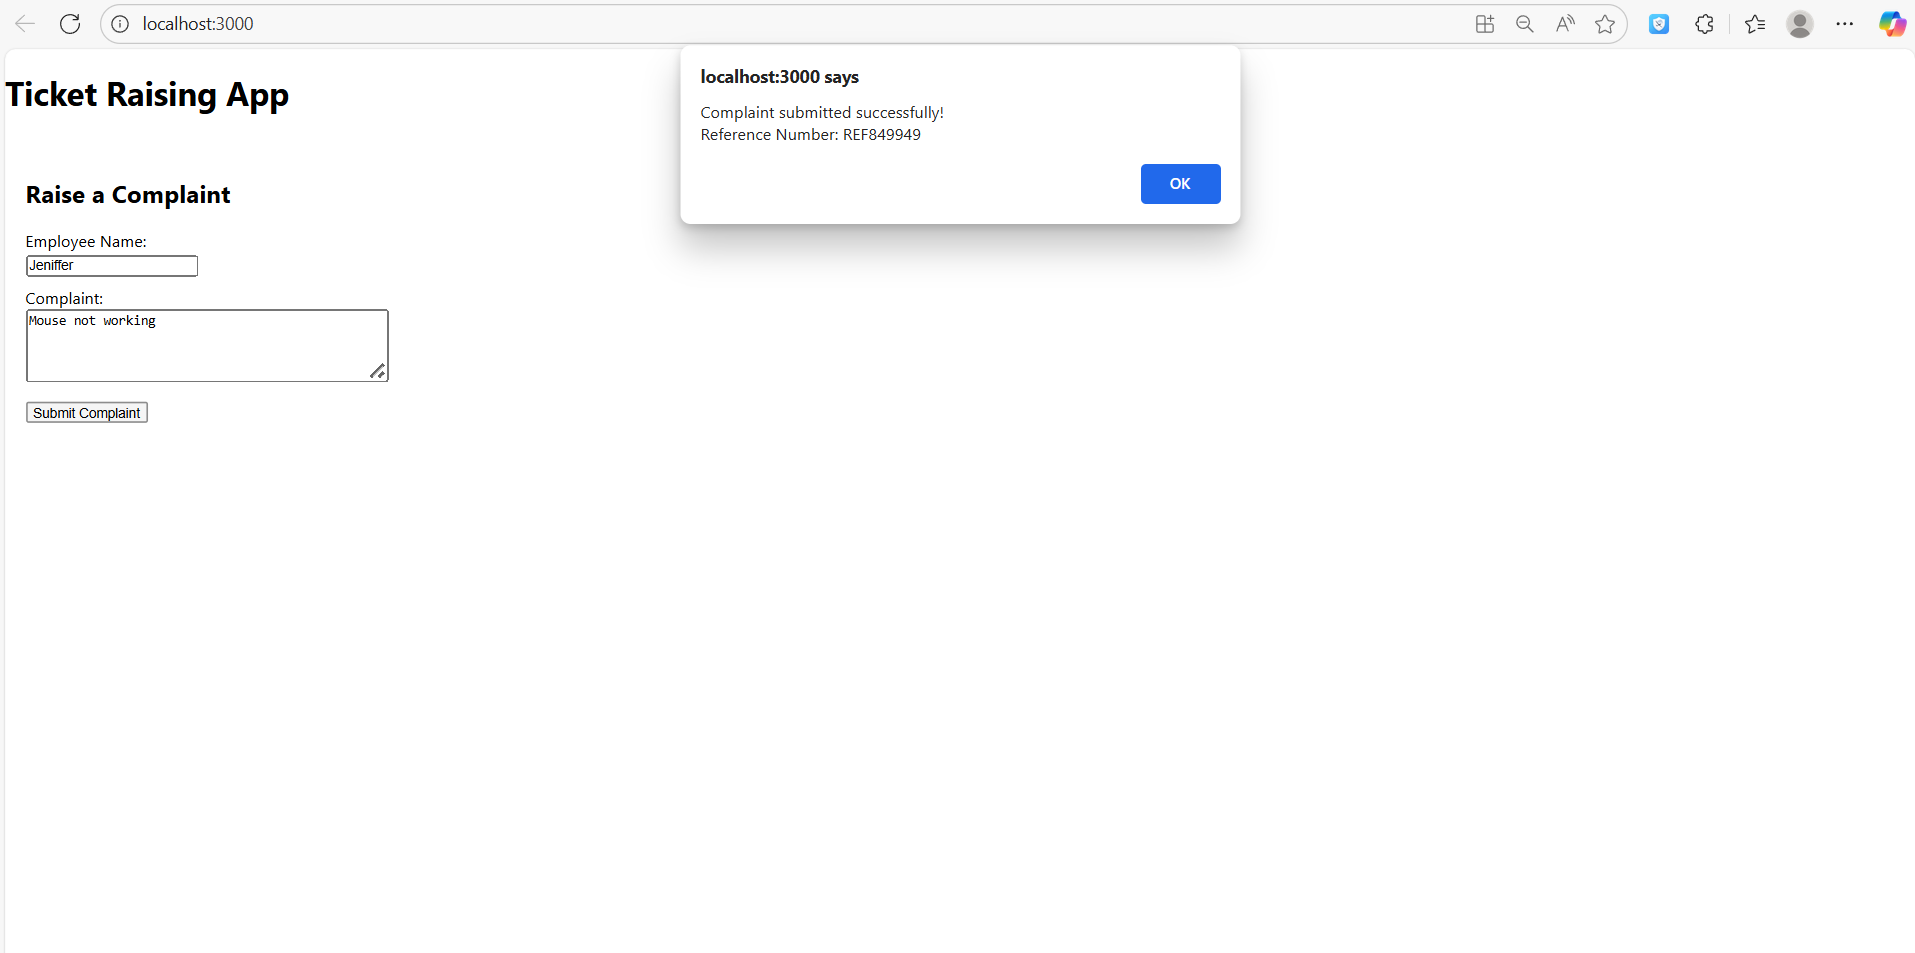 localhost:3000
localhost:3000 says
Complaint submitted successfully!
Reference Number: REF849949
OK
Ticket Raising App
Raise a Complaint
Employee Name:
Jeniffer
Complaint:
Mouse not working
Submit Complaint